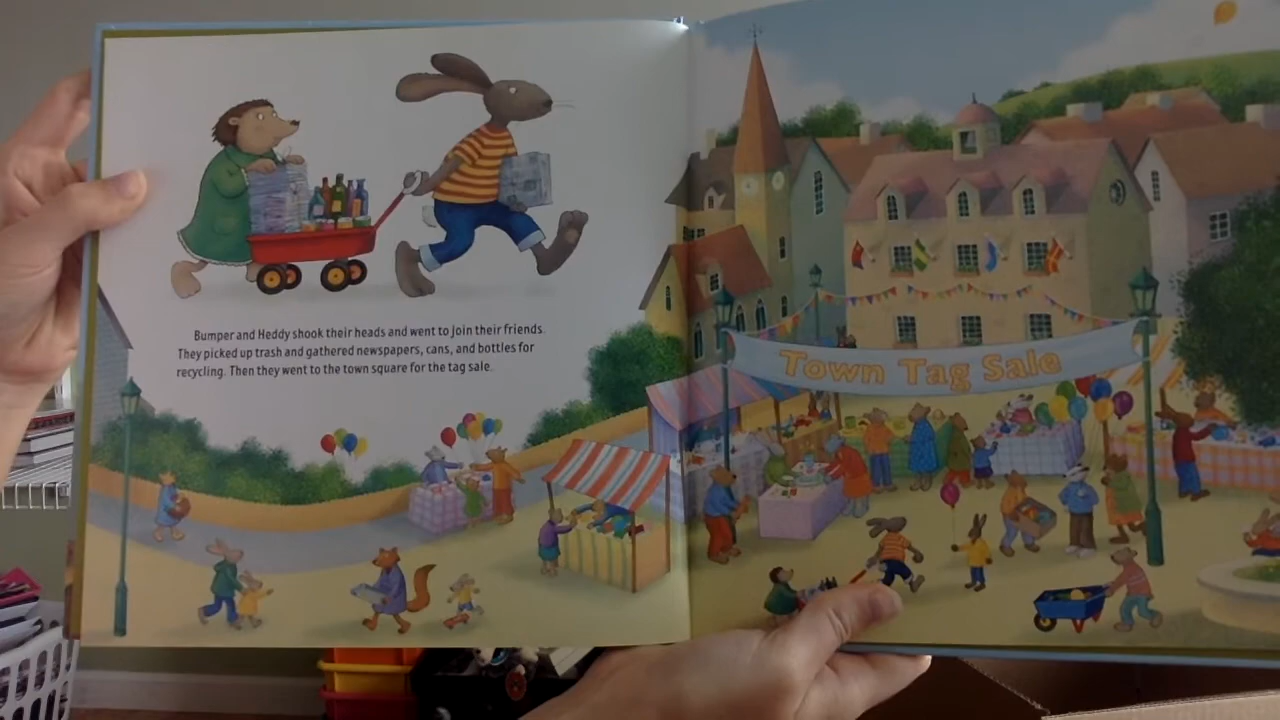 Bumper and Heddy shook their heads and went to join their friends.
They picked up trash and gathered newspapers, cans, and bottles for
recycling. Then they went to the town square for the tag sale.
Town Tag Sale